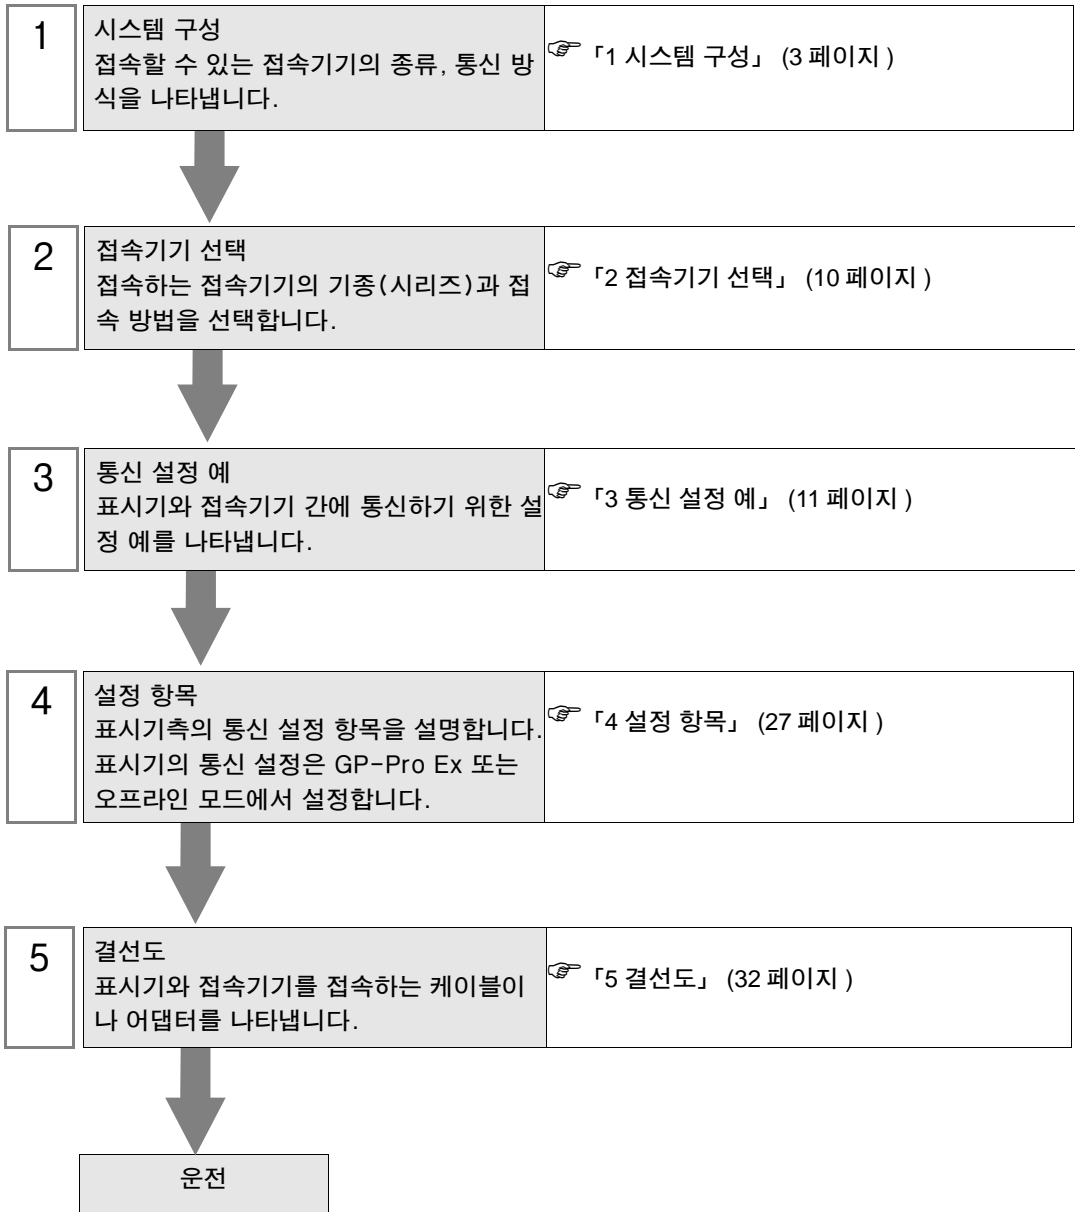 1
시스템 구성
접속할 수 있는 접속기기의 종류, 통신 방
식을 나타냅니다.
☞ 「1 시스템 구성」 (3 페이지 )
2
접속기기 선택
접속하는 접속기기의 기종(시리즈)과 접
속 방법을 선택합니다.
☞ 「2 접속기기 선택」 (10 페이지 )
3
통신 설정 예
표시기와 접속기기 간에 통신하기 위한 설
정 예를 나타냅니다.
☞ 「3 통신 설정 예」 (11 페이지 )
4
설정 항목
표시기측의 통신 설정 항목을 설명합니다.
표시기의 통신 설정은 GP-Pro Ex 또는
오프라인 모드에서 설정합니다.
☞ 「4 설정 항목」 (27 페이지 )
5
결선도
표시기와 접속기기를 접속하는 케이블이
나 어댑터를 나타냅니다.
☞ 「5 결선도」 (32 페이지 )
운전